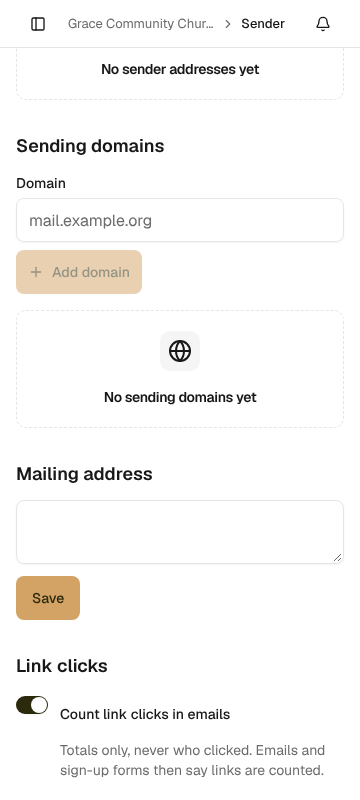 Grace Community Chur... > Sender
No sender addresses yet
Sending domains
Domain
mail.example.org
+ Add domain
No sending domains yet
Mailing address
Save
Link clicks
Count link clicks in emails
Totals only, never who clicked. Emails and
sign-up forms then say links are counted.